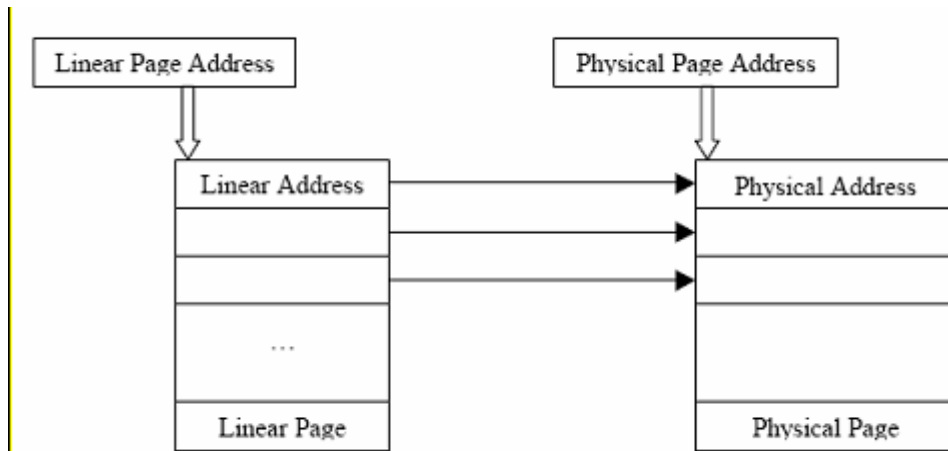 Linear Page Address
Physical Page Address
Linear Address
Physical Address
...
Linear Page
Physical Page